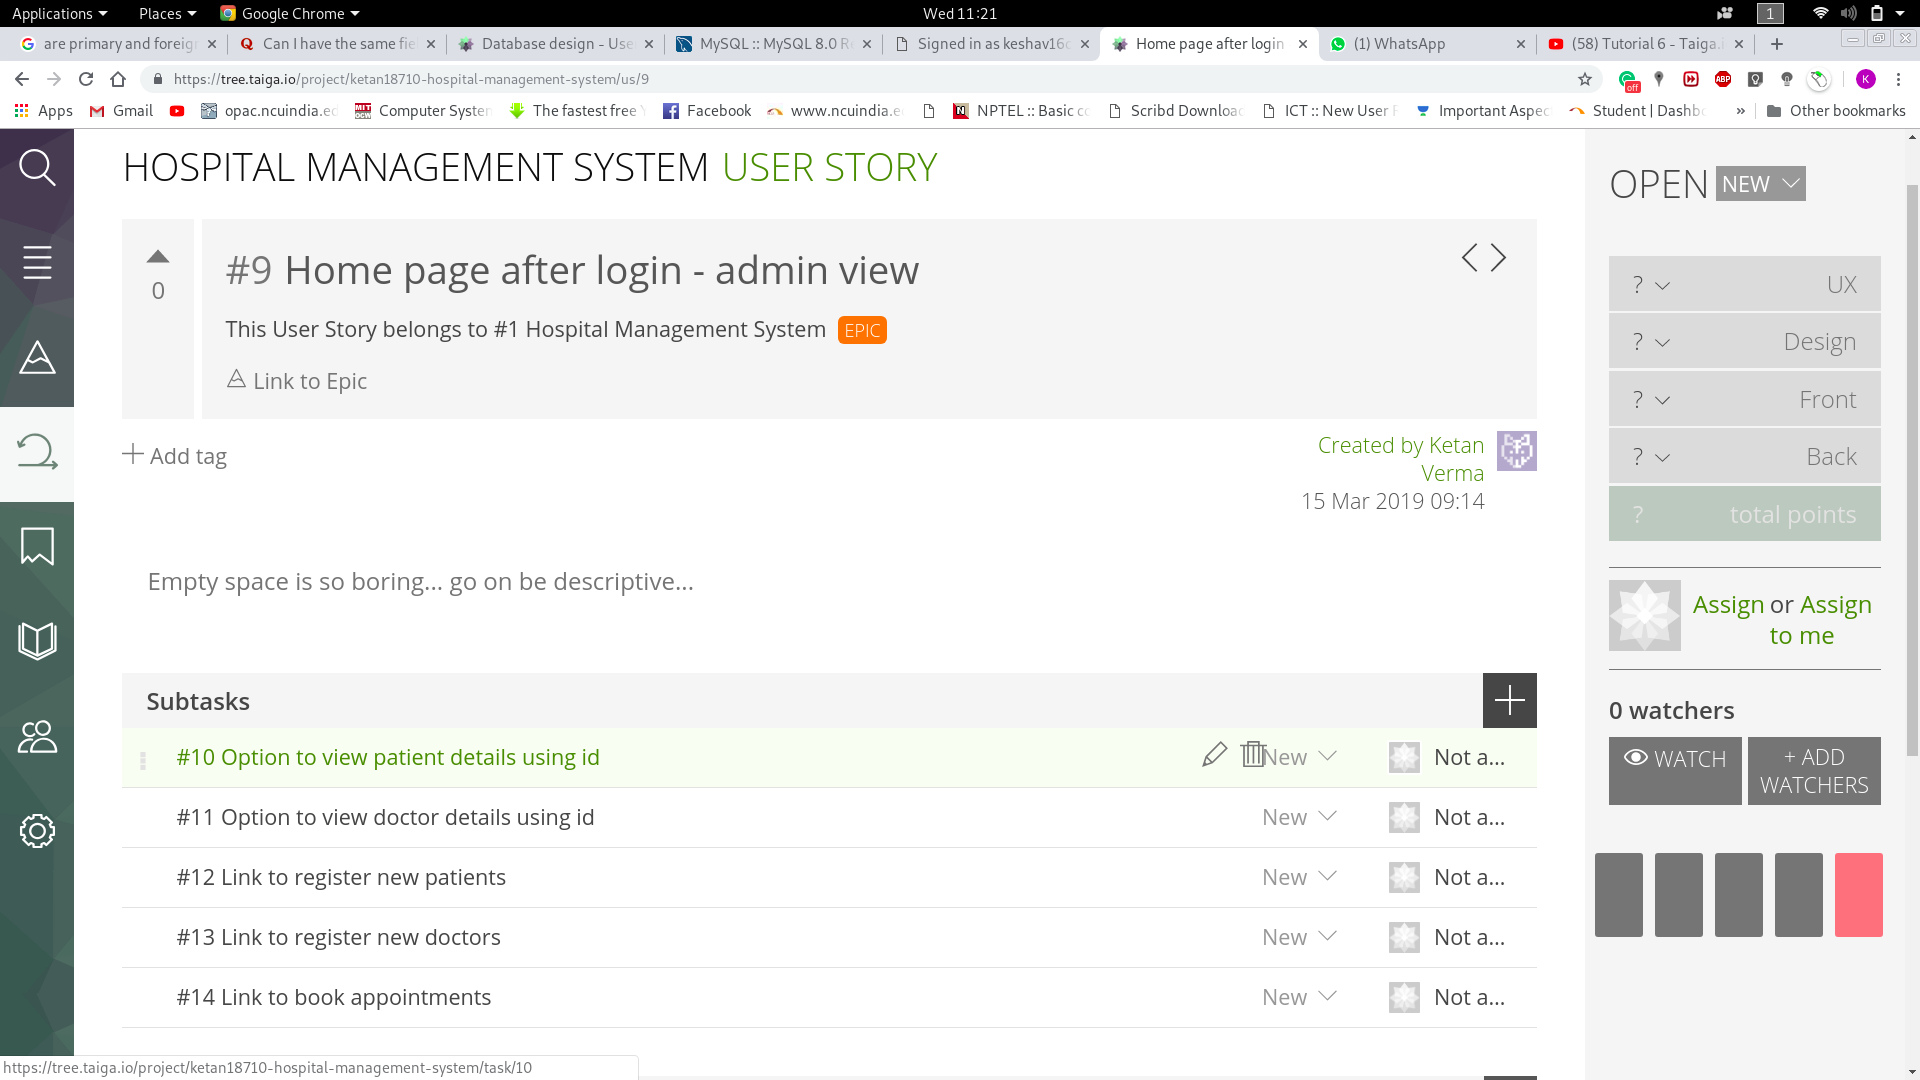 Applications Places Google Chrome Wed 11:21 1
are primary and foreig Can I have the same fie Database design - Use MySQL :: MySQL 8.0 R Signed in as keshav16 Home page after login (1) WhatsApp (58) Tutorial 6 - Taiga.
https://tree.taiga.io/project/ketan18710-hospital-management-system/us/9 off ABP K
Apps Gmail opac.ncuindia.ed Computer System The fastest free Facebook www.ncuindia.e NPTEL :: Basic co Scribd Downloa ICT :: New User Important Aspec Student | Dashb » Other bookmarks
HOSPITAL MANAGEMENT SYSTEM USER STORY
OPEN NEW
0
#9 Home page after login - admin view
This User Story belongs to #1 Hospital Management System EPIC
Link to Epic
Add tag
Created by Ketan
Verma
15 Mar 2019 09:14
Empty space is so boring... go on be descriptive...
Subtasks
#10 Option to view patient details using id New Not a...
#11 Option to view doctor details using id New Not a...
#12 Link to register new patients New Not a...
#13 Link to register new doctors New Not a...
#14 Link to book appointments New Not a...
? UX
? Design
? Front
? Back
? total points
Assign or Assign
to me
0 watchers
WATCH
+ ADD
WATCHERS
https://tree.taiga.io/project/ketan18710-hospital-management-system/task/10